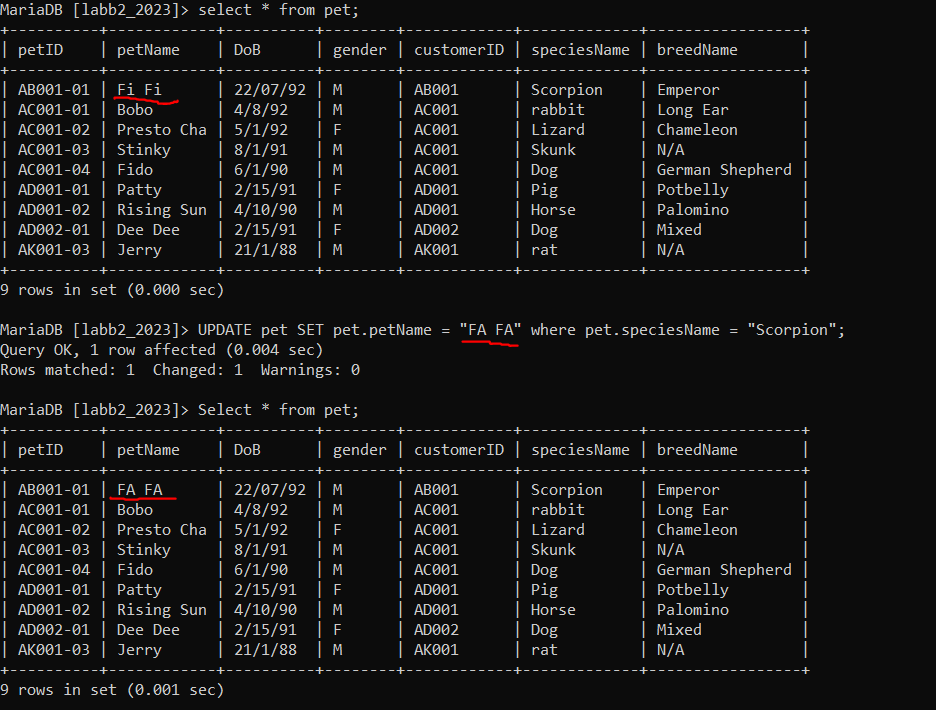 MariaDB [labb2_2023]> select * from pet;
+----------+------------+----------+--------+------------+-------------+-----------------+
| petID    | petName    | DoB      | gender | customerID | speciesName | breedName       |
+----------+------------+----------+--------+------------+-------------+-----------------+
| AB001-01 | Fi Fi      | 22/07/92 | M      | AB001      | Scorpion    | Emperor         |
| AC001-01 | Bobo       | 4/8/92   | M      | AC001      | rabbit      | Long Ear        |
| AC001-02 | Presto Cha | 5/1/92   | F      | AC001      | Lizard      | Chameleon       |
| AC001-03 | Stinky     | 8/1/91   | M      | AC001      | Skunk       | N/A             |
| AC001-04 | Fido       | 6/1/90   | M      | AC001      | Dog         | German Shepherd |
| AD001-01 | Patty      | 2/15/91  | F      | AD001      | Pig         | Potbelly        |
| AD001-02 | Rising Sun | 4/10/90  | M      | AD001      | Horse       | Palomino        |
| AD002-01 | Dee Dee    | 2/15/91  | F      | AD002      | Dog         | Mixed           |
| AK001-03 | Jerry      | 21/1/88  | M      | AK001      | rat         | N/A             |
+----------+------------+----------+--------+------------+-------------+-----------------+
9 rows in set (0.000 sec)
MariaDB [labb2_2023]> UPDATE pet SET pet.petName = "FA FA" where pet.speciesName = "Scorpion";
Query OK, 1 row affected (0.004 sec)
Rows matched: 1  Changed: 1  Warnings: 0
MariaDB [labb2_2023]> Select * from pet;
+----------+------------+----------+--------+------------+-------------+-----------------+
| petID    | petName    | DoB      | gender | customerID | speciesName | breedName       |
+----------+------------+----------+--------+------------+-------------+-----------------+
| AB001-01 | FA FA      | 22/07/92 | M      | AB001      | Scorpion    | Emperor         |
| AC001-01 | Bobo       | 4/8/92   | M      | AC001      | rabbit      | Long Ear        |
| AC001-02 | Presto Cha | 5/1/92   | F      | AC001      | Lizard      | Chameleon       |
| AC001-03 | Stinky     | 8/1/91   | M      | AC001      | Skunk       | N/A             |
| AC001-04 | Fido       | 6/1/90   | M      | AC001      | Dog         | German Shepherd |
| AD001-01 | Patty      | 2/15/91  | F      | AD001      | Pig         | Potbelly        |
| AD001-02 | Rising Sun | 4/10/90  | M      | AD001      | Horse       | Palomino        |
| AD002-01 | Dee Dee    | 2/15/91  | F      | AD002      | Dog         | Mixed           |
| AK001-03 | Jerry      | 21/1/88  | M      | AK001      | rat         | N/A             |
+----------+------------+----------+--------+------------+-------------+-----------------+
9 rows in set (0.001 sec)